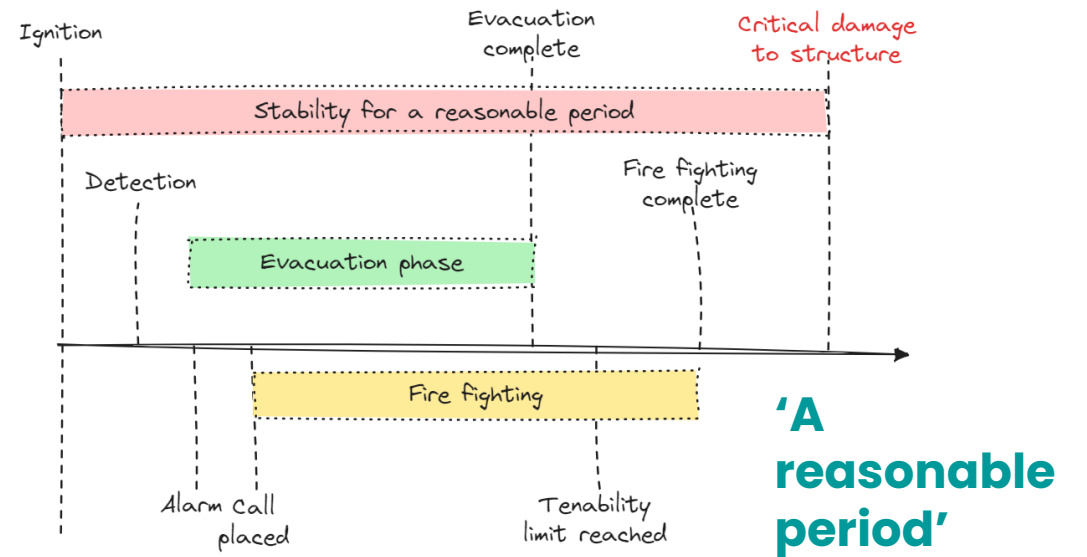 Ignition
Evacuation
complete
Critical damage
to structure
Stability for a reasonable period
Detection
Fire fighting
complete
Evacuation phase
Fire fighting
Alarm
Call
placed
Tenability
limit reached
‘A
reasonable
period’